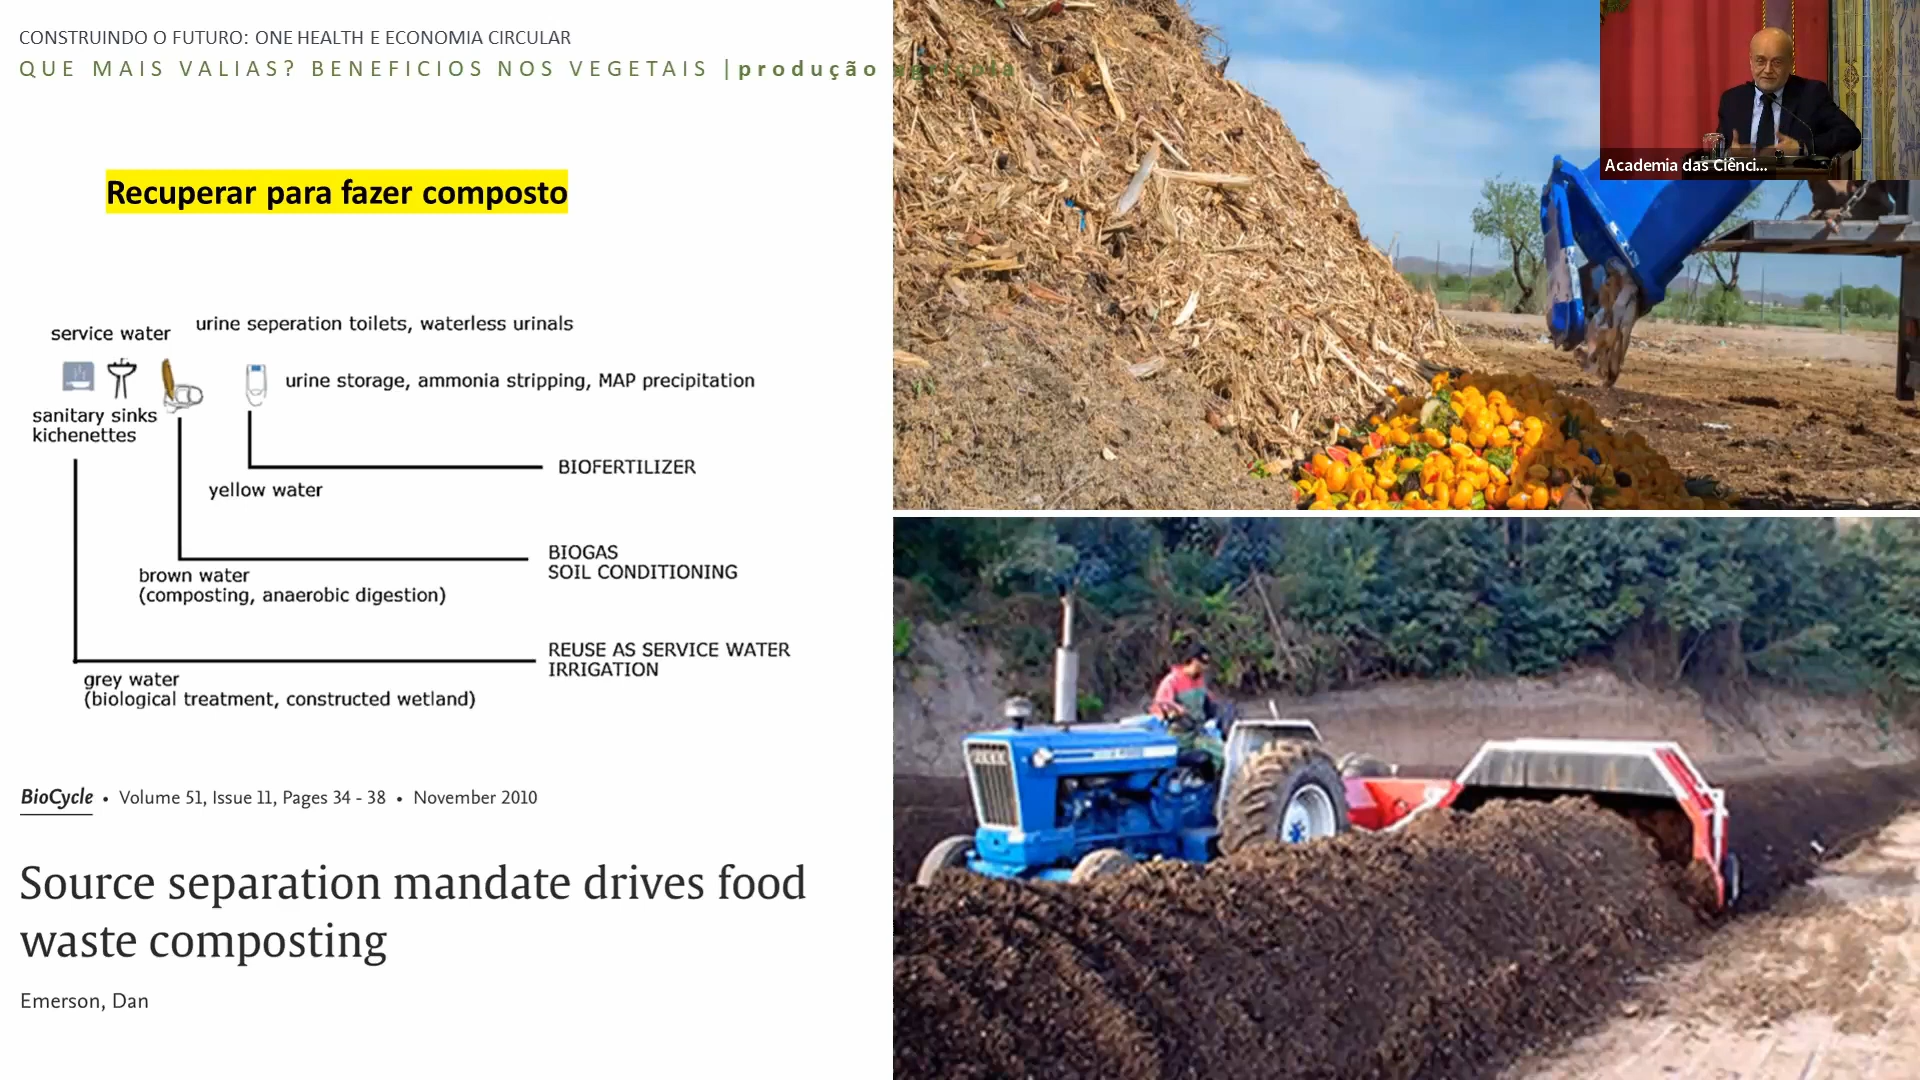 CONSTRUINDO O FUTURO: ONE HEALTH E ECONOMIA CIRCULAR
QUE MAIS VALIAS? BENEFICIOS NOS VEGETAIS |produção agrícola
Academia das Ciênci...
Recuperar para fazer composto
service water
urine seperation toilets, waterless urinals
urine storage, ammonia stripping, MAP precipitation
sanitary sinks
kichenettes
BIOFERTILIZER
yellow water
BIOGAS
SOIL CONDITIONING
brown water
(composting, anaerobic digestion)
REUSE AS SERVICE WATER
IRRIGATION
grey water
(biological treatment, constructed wetland)
BioCycle • Volume 51, Issue 11, Pages 34 - 38 • November 2010
Source separation mandate drives food
waste composting
Emerson, Dan